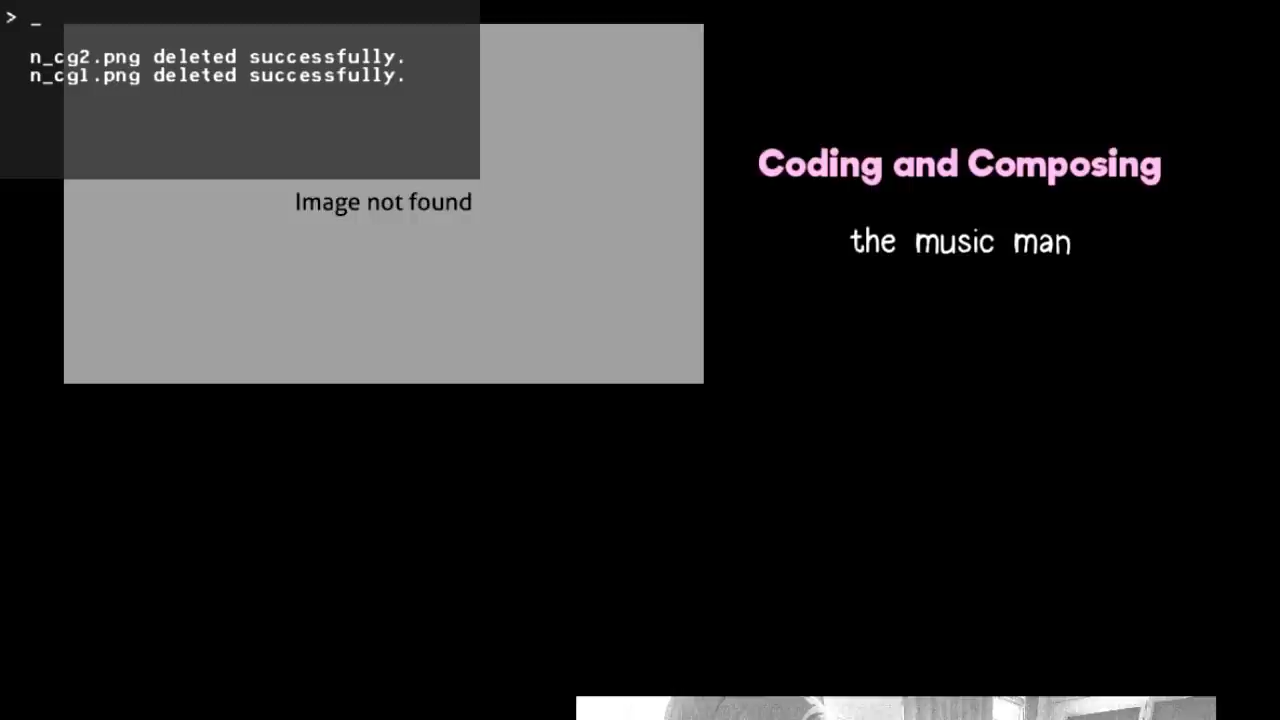 > _
n_cg2.png deleted successfully.
n_cg1.png deleted successfully.
Image not found
Coding and Composing
the music man